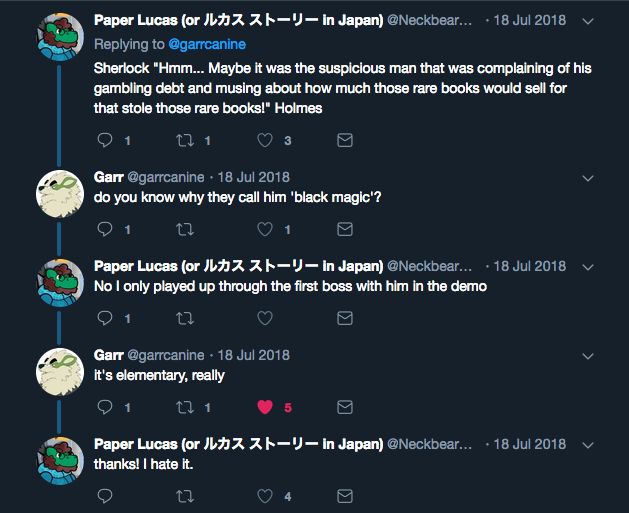 Paper Lucas (or ルカス ストーリー in Japan) @Neckbear... · 18 Jul 2018
Replying to @garrcanine
Sherlock "Hmm... Maybe it was the suspicious man that was complaining of his
gambling debt and musing about how much those rare books would sell for
that stole those rare books!" Holmes
1 3
Garr @garrcanine · 18 Jul 2018
do you know why they call him 'black magic'?
1 1
Paper Lucas (or ルカス ストーリー in Japan) @Neckbear... · 18 Jul 2018
No I only played up through the first boss with him in the demo
1
Garr @garrcanine · 18 Jul 2018
it's elementary, really
1 1 5
Paper Lucas (or ルカス ストーリー in Japan) @Neckbear... · 18 Jul 2018
thanks! I hate it.
4